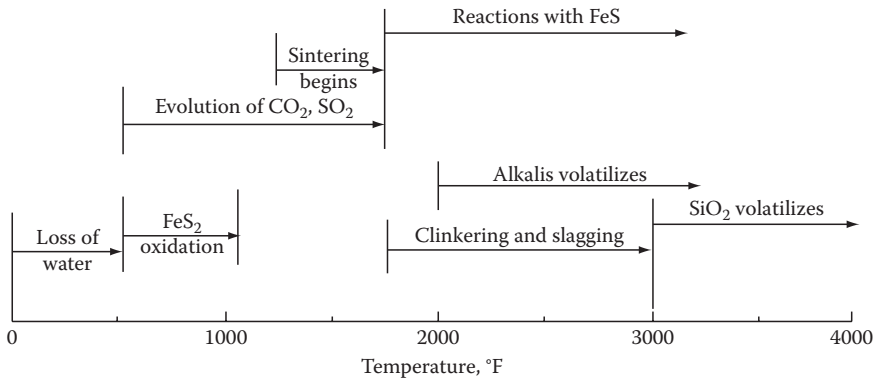 Reactions with FeS
Sintering
begins
Evolution of CO₂, SO₂
Alkalis volatilizes
SiO₂ volatilizes
FeS₂
oxidation
Loss of
water
Clinkering and slagging
0
1000
2000
3000
4000
Temperature, °F